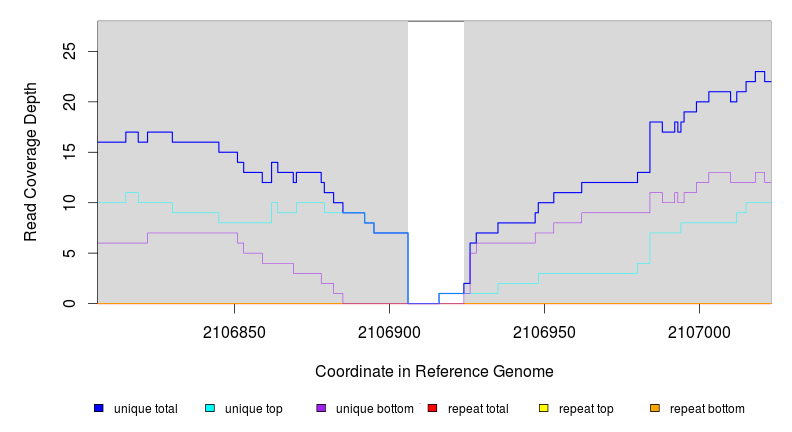 25
20
15
10
5
0
Read Coverage Depth
2106850 2106900 2106950 2107000
Coordinate in Reference Genome
unique total unique top unique bottom repeat total repeat top repeat bottom